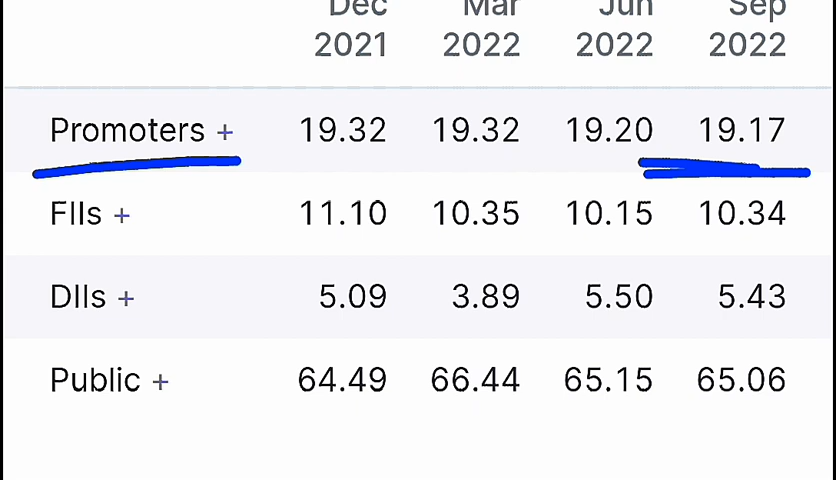 Dec Mar Jun Sep
2021 2022 2022 2022
Promoters + 19.32 19.32 19.20 19.17
FIIs + 11.10 10.35 10.15 10.34
DIIs + 5.09 3.89 5.50 5.43
Public + 64.49 66.44 65.15 65.06